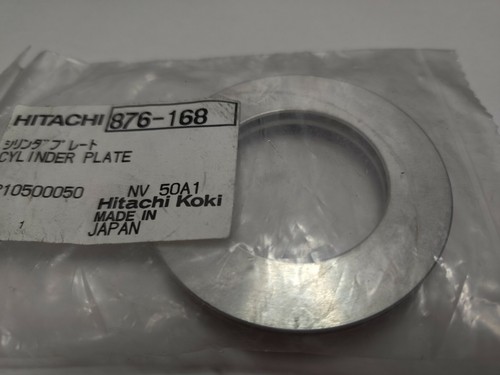 HITACHI 876-168
シリンダプレート
CYLINDER PLATE
P10500050 NV 50A1
Hitachi Koki
MADE IN
1 JAPAN